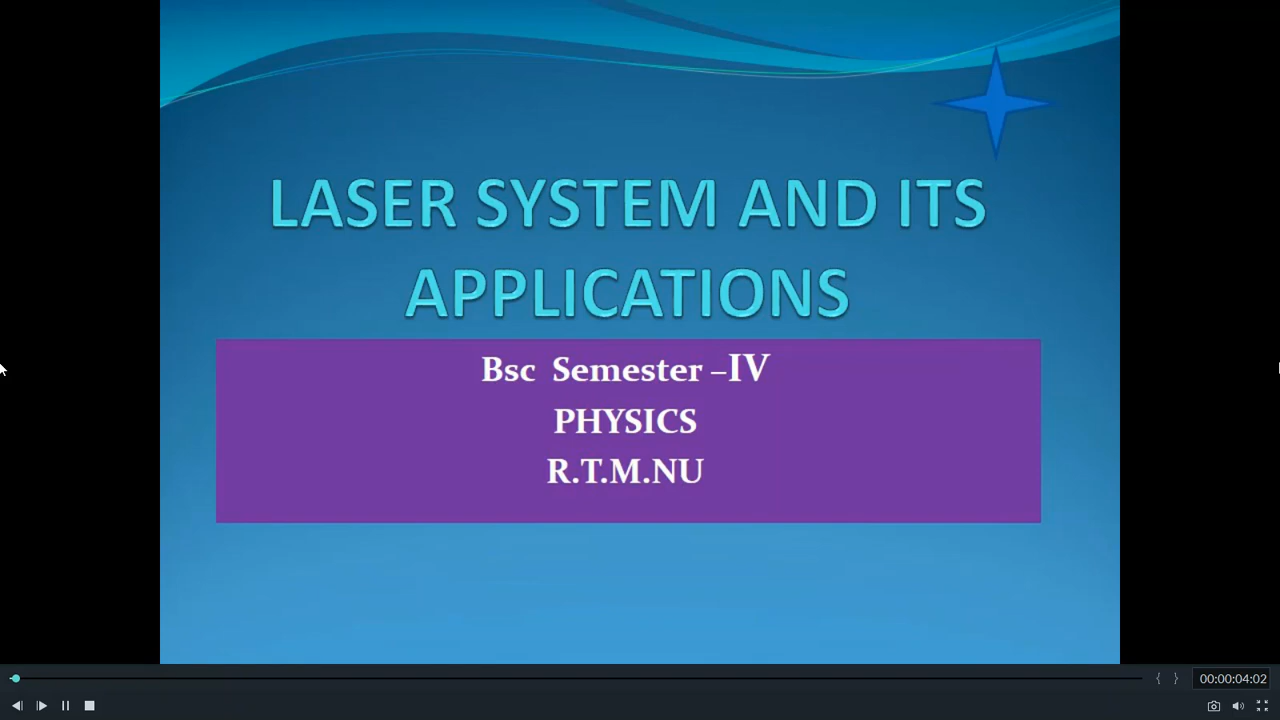 LASER SYSTEM AND ITS
APPLICATIONS
Bsc Semester –IV
PHYSICS
R.T.M.NU
{ }
00:00:04:02